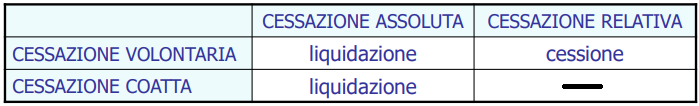 CESSAZIONE ASSOLUTA CESSAZIONE RELATIVA
CESSAZIONE VOLONTARIA liquidazione cessione
CESSAZIONE COATTA liquidazione —